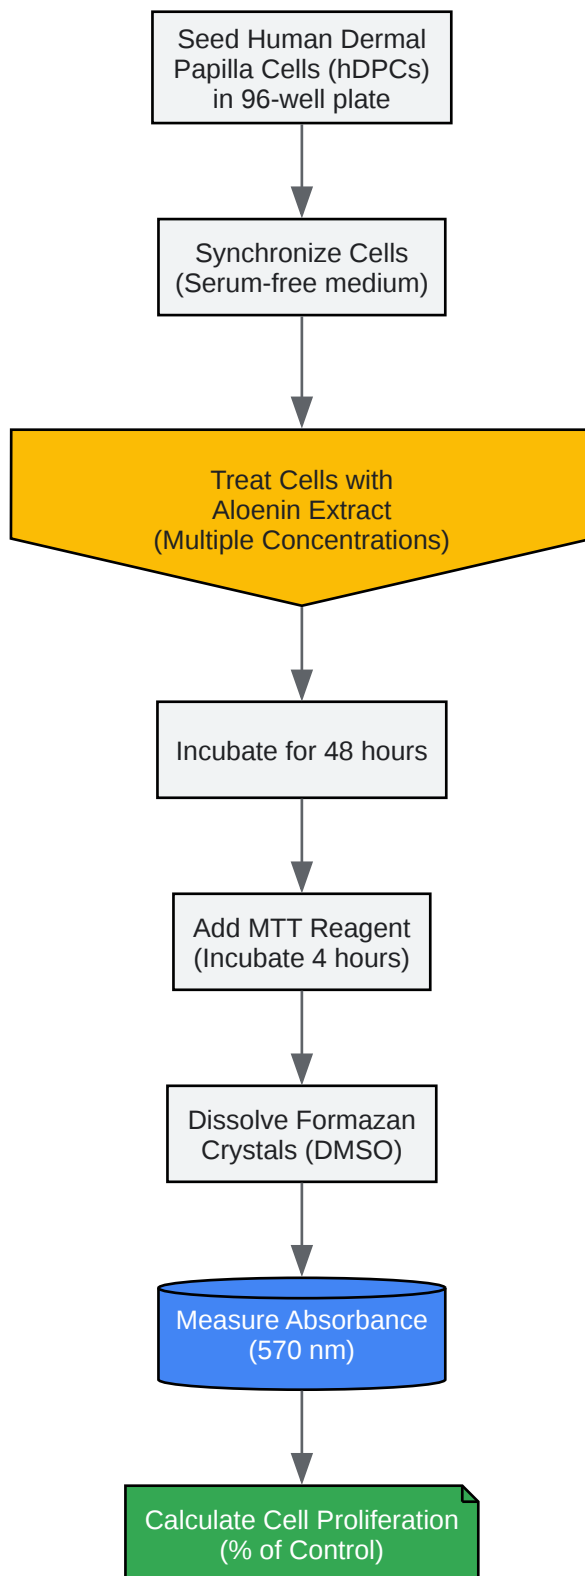 Seed Human Dermal
Papilla Cells (hDPCs)
in 96-well plate
Synchronize Cells
(Serum-free medium)
Treat Cells with
Aloenin Extract
(Multiple Concentrations)
Incubate for 48 hours
Add MTT Reagent
(Incubate 4 hours)
Dissolve Formazan
Crystals (DMSO)
Measure Absorbance
(570 nm)
Calculate Cell Proliferation
(% of Control)